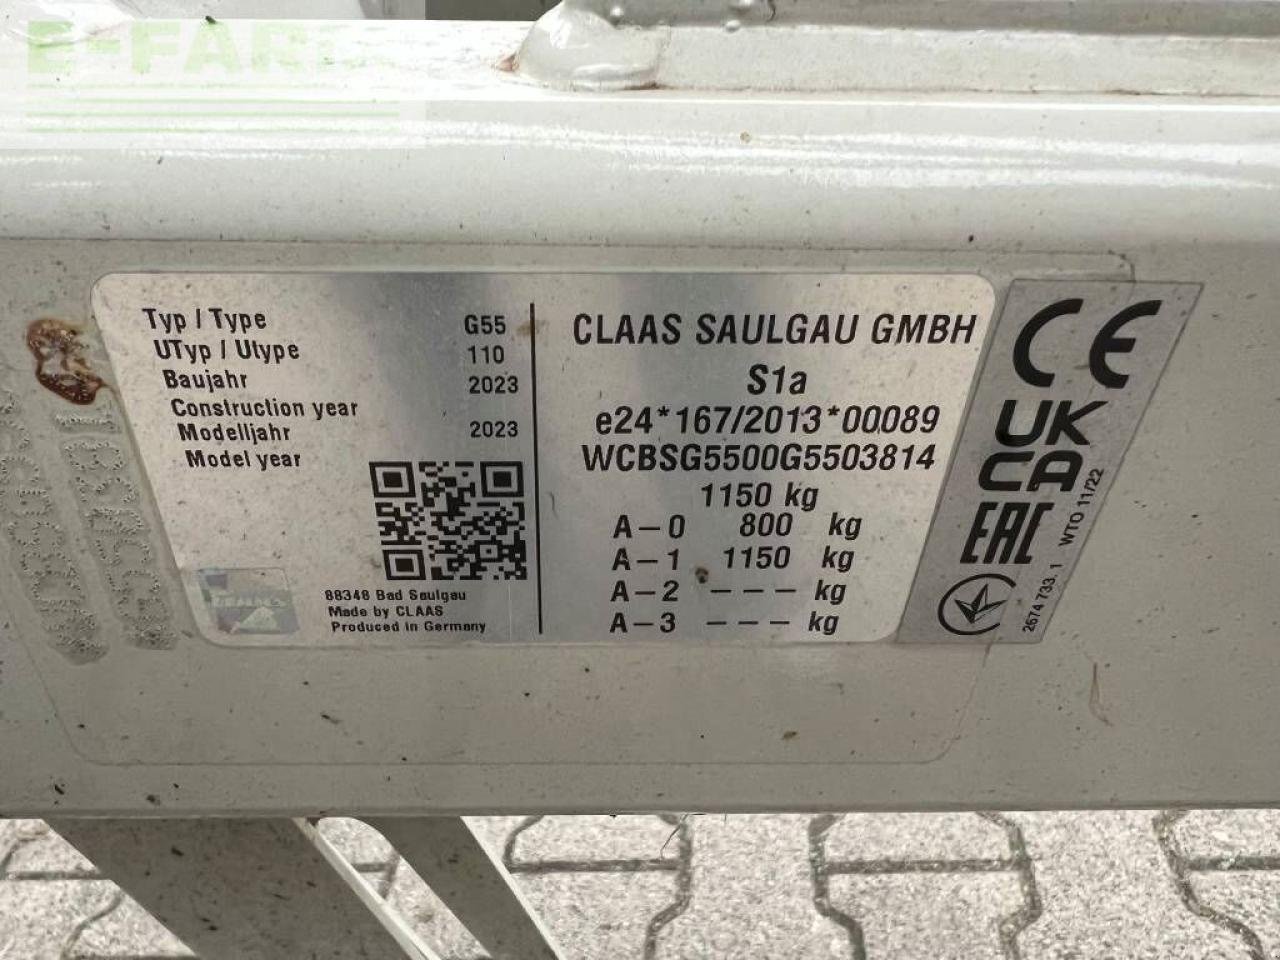 E-FARM
Typ / Type G55
UTyp / Utype 110
Baujahr 2023
Construction year
Modelljahr 2023
Model year
88348 Bad Saulgau
Made by CLAAS
Produced in Germany
CLAAS SAULGAU GMBH
S1a
e24*167/2013*00089
WCBSG5500G5503814
1150 kg
A-0 800 kg
A-1 1150 kg
A-2 --- kg
A-3 --- kg
CE
UK
CA
EAC
WTO 11/22
2674 733. 1